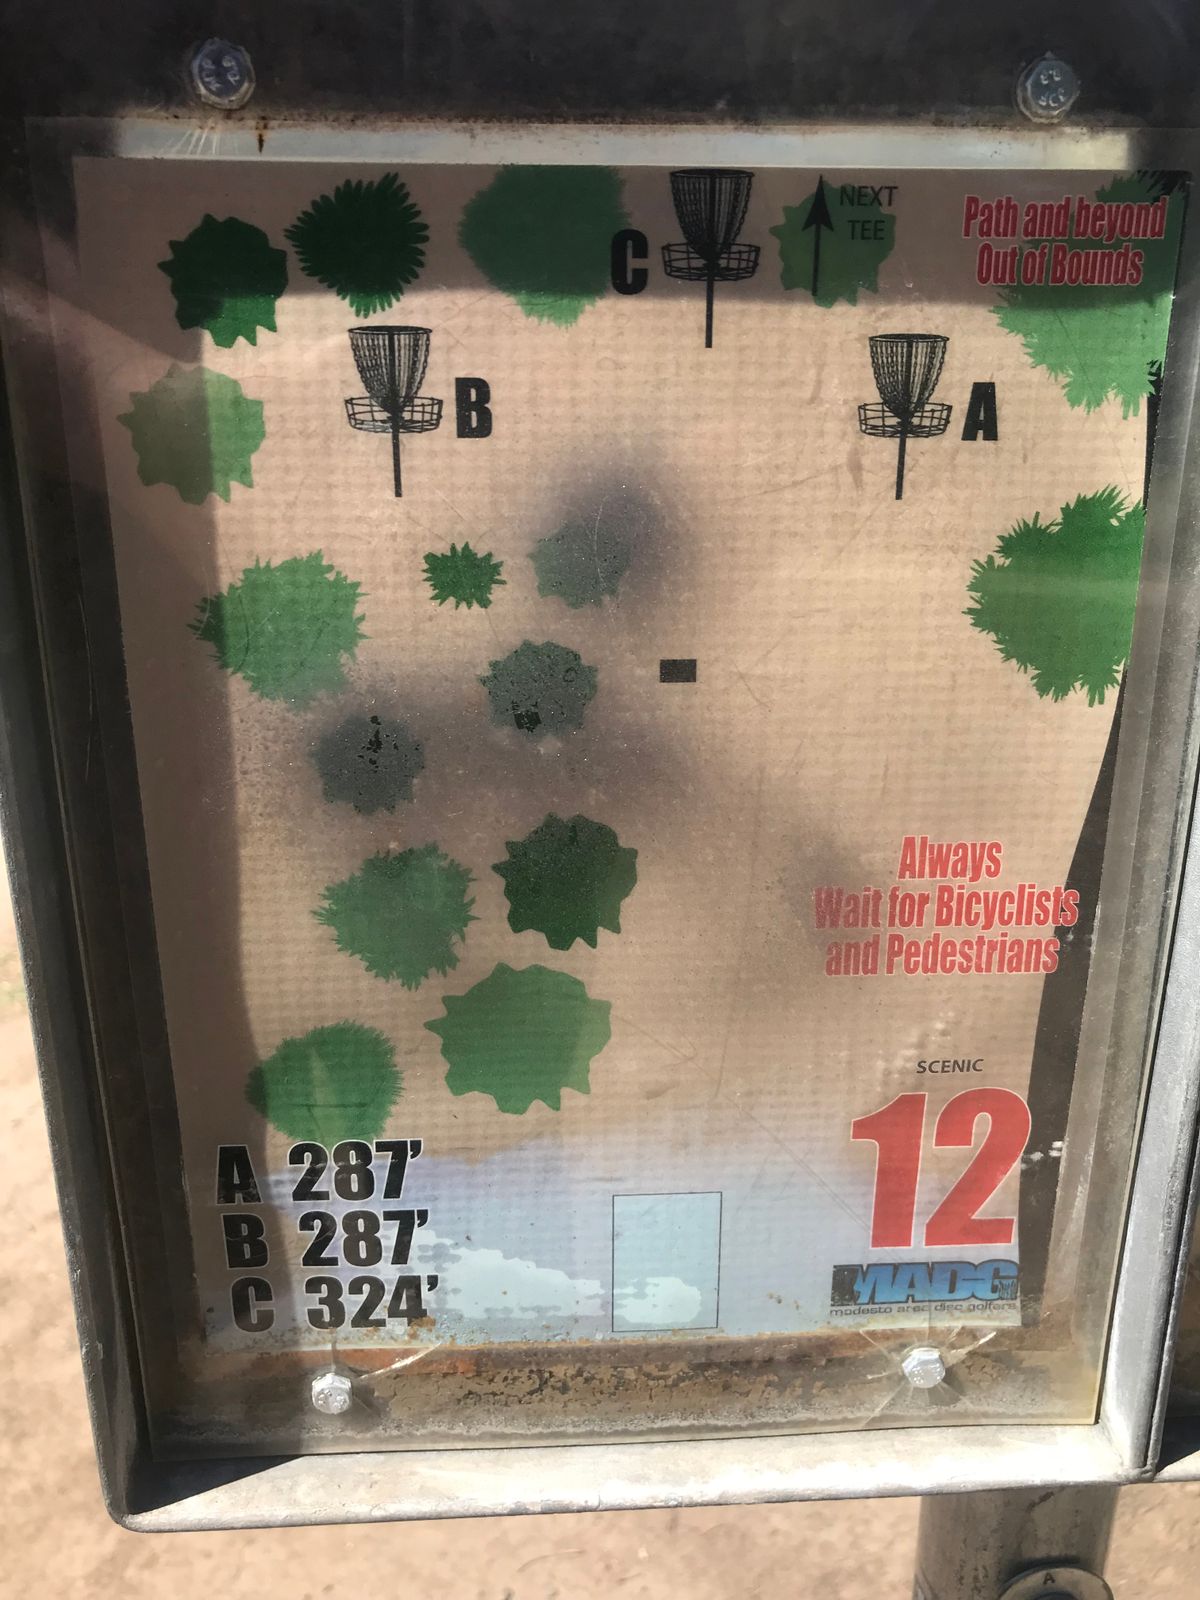 C
NEXT
TEE
Path and beyond
Out of Bounds
B
A
Always
Wait for Bicyclists
and Pedestrians
SCENIC
12
A 287'
B 287'
C 324'
MADG
modesto area disc golfers
A